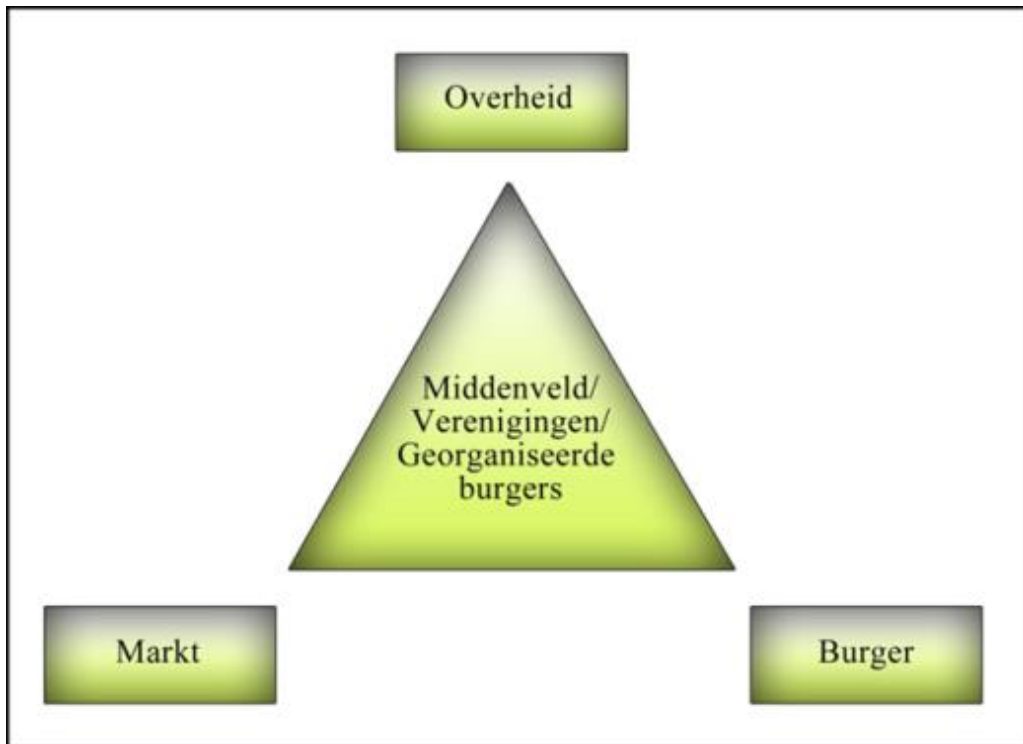 Overheid
Middenveld/
Verenigingen/
Georganiseerde
burgers
Markt
Burger